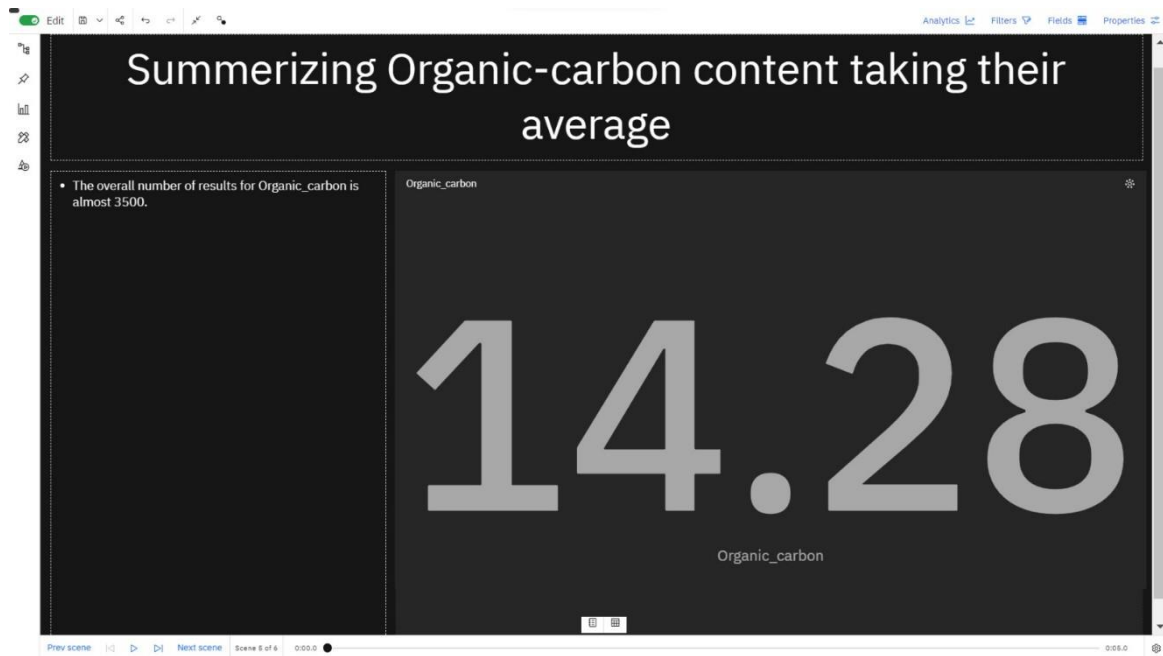 Edit
Analytics
Filters
Fields
Properties
Summerizing Organic-carbon content taking their
average
• The overall number of results for Organic_carbon is
almost 3500.
Organic_carbon
14.28
Organic_carbon
Prev scene
Next scene
Scene 5 of 6
0:00.0
0:05.0